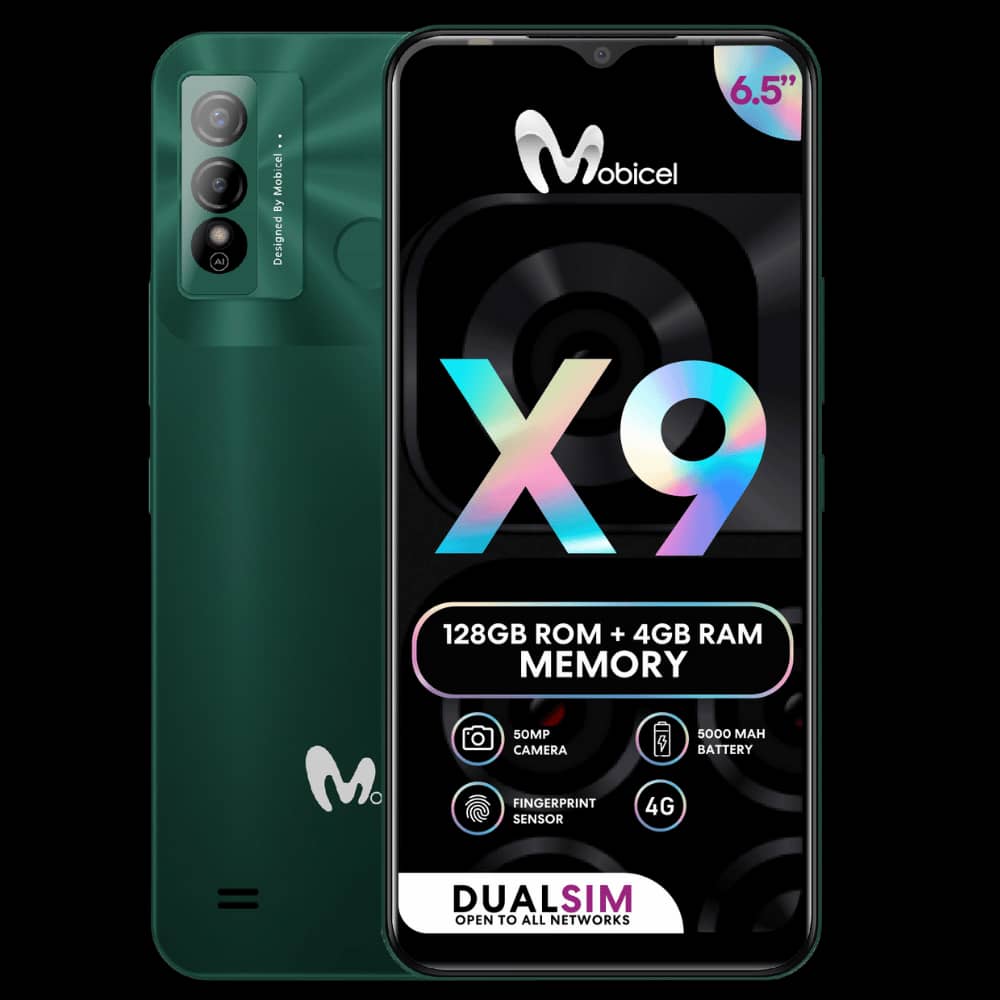 AI
Designed By Mobicel
6.5”
Mobicel
X9
128GB ROM + 4GB RAM
MEMORY
50MP
CAMERA
5000 MAH
BATTERY
FINGERPRINT
SENSOR
4G
Mo
DUALSIM
OPEN TO ALL NETWORKS